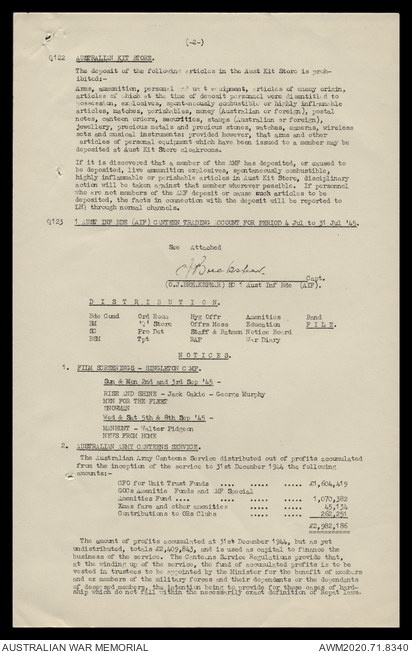 (-2-)
Q122 AUSTRALIAN KIT STORE.
The deposit of the following articles in the Aust Kit Store is proh-
ibited:-
Arms, ammunition, personal and unit equipment, articles of enemy origin,
articles of which at the time of deposit personnel were disentitled to
possession, explosives, spontaneously combustible or highly inflammable
articles, matches, perishables, money (Australian or foreign), postal
notes, canteen orders, securities, stamps (Australian or foreign),
jewellery, precious metals and precious stones, watches, cameras, wireless
sets and musical instruments: provided however, that arms and other
articles of personal equipment which have been issued to a member may be
deposited at Aust Kit Store cloakrooms.
If it is discovered that a member of the AMF has deposited, or caused to
be deposited, live ammunition explosives, spontaneously combustible,
highly inflammable or perishable articles in Aust Kit Store, disciplinary
action will be taken against that member wherever possible. If personnel
who are not members of the AMF deposit or cause such articles to be
deposited, the facts in connection with the deposit will be reported to
LHQ through normal channels.
Q123 1 AUST INF BDE (AIF) CANTEEN TRADING ACCOUNT FOR PERIOD 4 Jul to 31 Jul '45.
See Attached
Capt.
(O.J. BREAKSPEAR) HQ 1 Aust Inf Bde (AIF).
D I S T R I B U T I O N.
Bde Comd Ord Room Hyg Offr Amenities Band
BM "Q" Store Offrs Mess Education F I L E.
SC Pro Det Staff & Batmen Notice Board
BSM Tpt RAP War Diary
N O T I C E S.
1. FILM SCREENINGS - SINGLETON CAMP.
Sun & Mon 2nd and 3rd Sep '45 -
RISE AND SHINE - Jack Oakie - George Murphy
MEN FOR THE FLEET
SNOWMAN
Wed & Sat 5th & 8th Sep '45 -
MANHUNT - Walter Pidgeon
NEWS FROM HOME
2. AUSTRALIAN ARMY CANTEENS SERVICE.
The Australian Army Canteens Service distributed out of profits accumulated
from the inception of the service to 31st December 1944 the following
amounts:-
CFO for Unit Trust Funds .... ..... ..... £1,604,419
GOCs Amenities Funds and AMF Special
Amenities Fund .... ..... ..... 1,070,382
Xmas fare and other amenities ..... ..... 45,134
Contributions to ORs Clubs ..... ..... 262,251
£2,982,186
The amount of profits accumulated at 31st December 1944, but as yet
undistributed, totals £2,409,843, and is used as capital to finance the
business of the service. The Canteens Service Regulations provide that,
at the winding up of the service, the fund of accumulated profits is to be
vested in trustees to be appointed by the Minister for the benefit of members
and ex members of the military forces and their dependents or the dependents
of deceased members, the intention being to provide for those cases of hard-
ship which do not fall within the necessarily exact definition of Repat laws.
AUSTRALIAN WAR MEMORIAL
AWM2020.71.8340